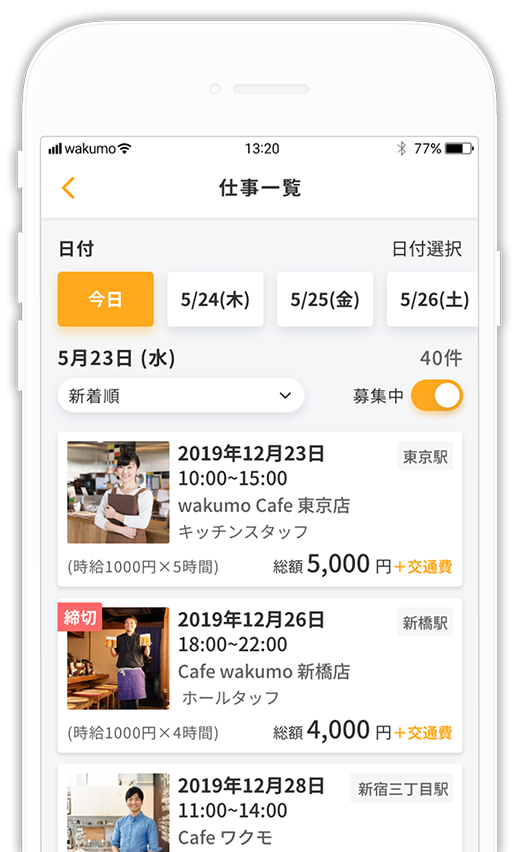 wakumo 13:20 77%
仕事一覧
日付 日付選択
今日 5/24(木) 5/25(金) 5/26(土)
5月23日 (水) 40件
新着順 募集中
2019年12月23日 東京駅
10:00~15:00
wakumo Cafe 東京店
キッチンスタッフ
(時給1000円×5時間) 総額 5,000 円+交通費
締切 2019年12月26日 新橋駅
18:00~22:00
Cafe wakumo 新橋店
ホールタッフ
(時給1000円×4時間) 総額 4,000 円+交通費
2019年12月28日 新宿三丁目駅
11:00~14:00
Cafe ワクモ